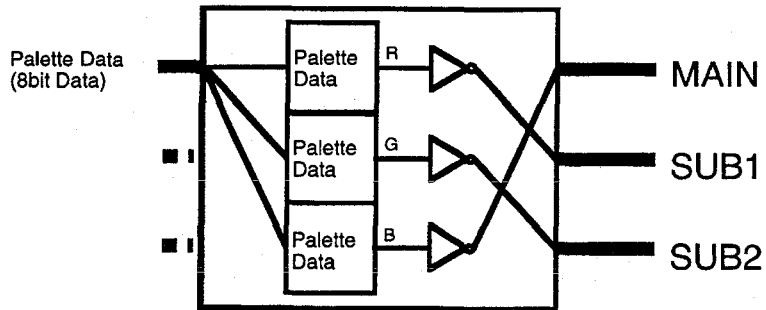 Palette Data
(8bit Data)
Palette
Data
R
MAIN
Palette
Data
G
SUB1
Palette
Data
B
SUB2